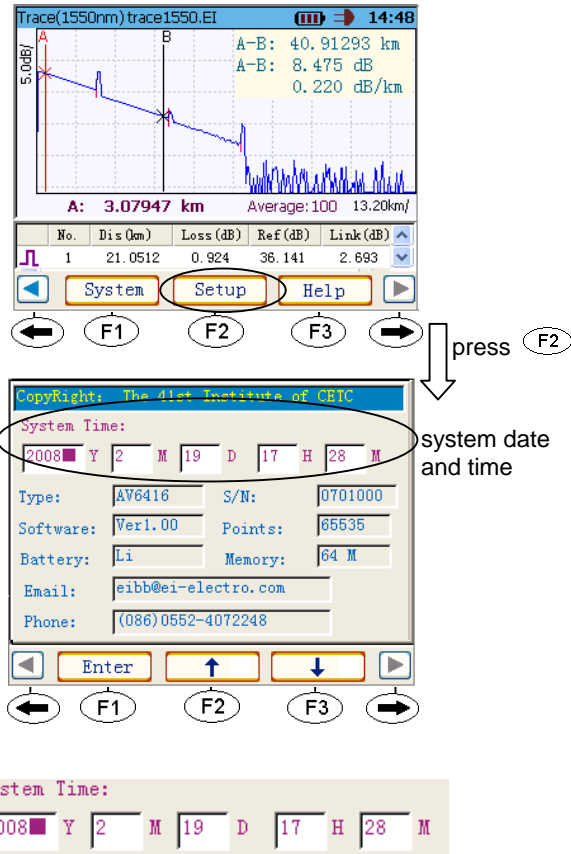 Trace(1550nm) trace1550.EI 14:48
A B A-B: 40.91293 km
A-B: 8.475 dB
0.220 dB/km
5.0dB/
A: 3.07947 km Average:100 13.20km/
No. Dis(km) Loss(dB) Ref(dB) Link(dB)
1 21.0512 0.924 36.141 2.693
System Setup Help
F1 F2 F3
press F2
CopyRight: The 41st Institute of CETC
System Time:
2008 Y 2 M 19 D 17 H 28 M
system date
and time
Type: AV6416 S/N: 0701000
Software: Ver1.00 Points: 65535
Battery: Li Memory: 64 M
Email: eibb@ei-electro.com
Phone: (086)0552-4072248
Enter
F1 F2 F3
stem Time:
008 Y 2 M 19 D 17 H 28 M